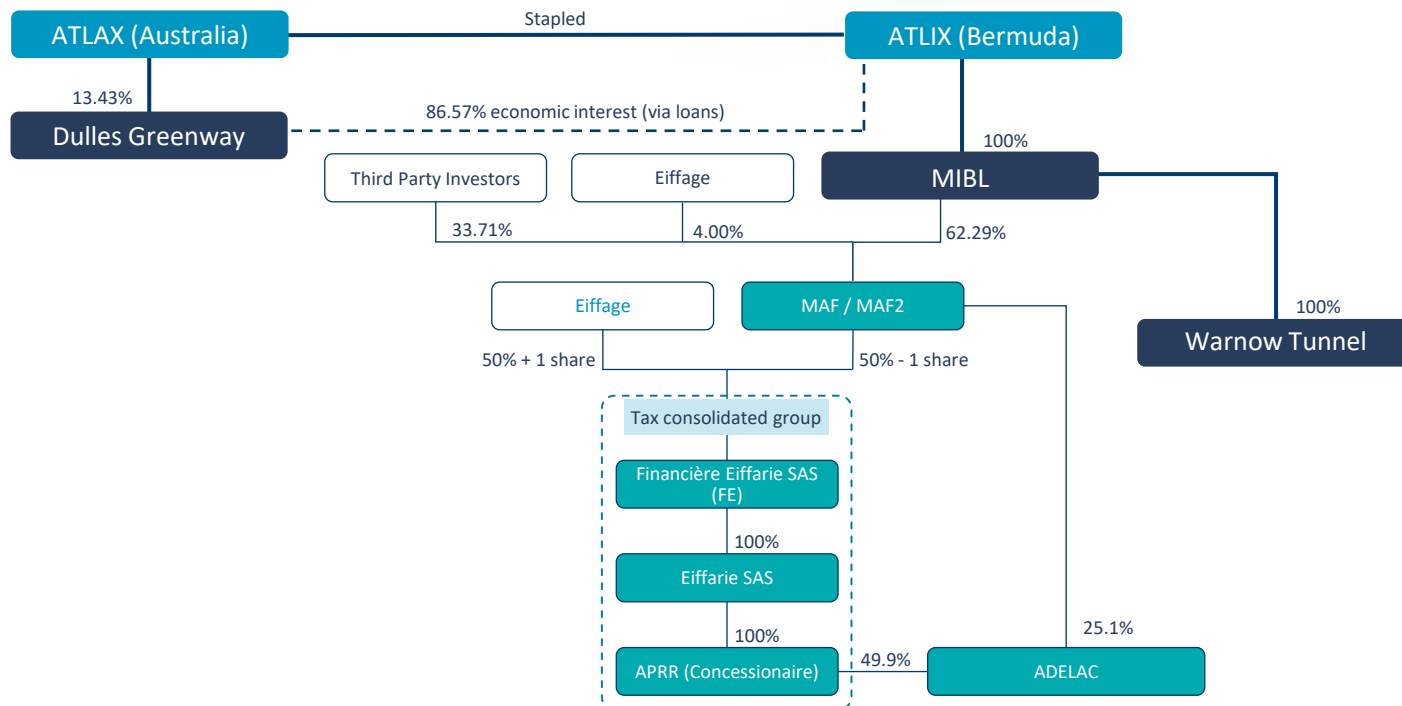 Stapled
ATLAX (Australia)
ATLIX (Bermuda)
13.43%
86.57% economic interest (via loans)
Dulles Greenway
100%
Third Party Investors
Eiffage
MIBL
33.71%
4.00%
62.29%
Eiffage
MAF / MAF2
100%
Warnow Tunnel
50% + 1 share
50% - 1 share
Tax consolidated group
Financière Eiffarie SAS
(FE)
100%
Eiffarie SAS
100%
25.1%
APRR (Concessionaire)
49.9%
ADELAC